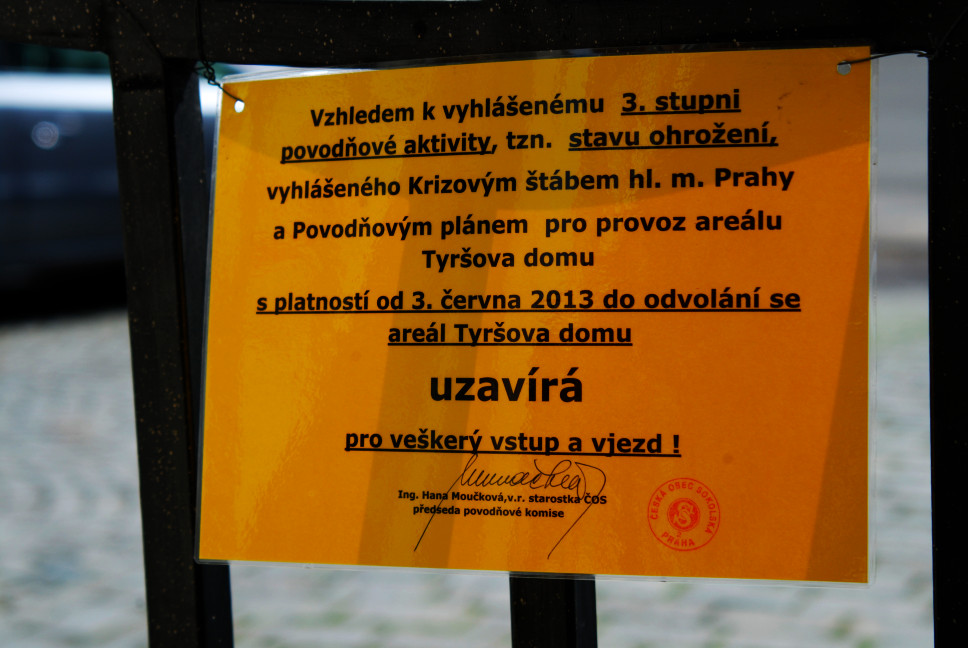 Vzhledem k vyhlášenému 3. stupni
povodňové aktivity, tzn. stavu ohrožení,
vyhlášeného Krizovým štábem hl. m. Prahy
a Povodňovým plánem pro provoz areálu
Tyršova domu
s platností od 3. června 2013 do odvolání se
areál Tyršova domu
uzavírá
pro veškerý vstup a vjezd !
Ing. Hana Moučková,v.r. starostka ČOS
předseda povodňové komise
ČESKÁ OBEC SOKOLSKÁ
PRAHA